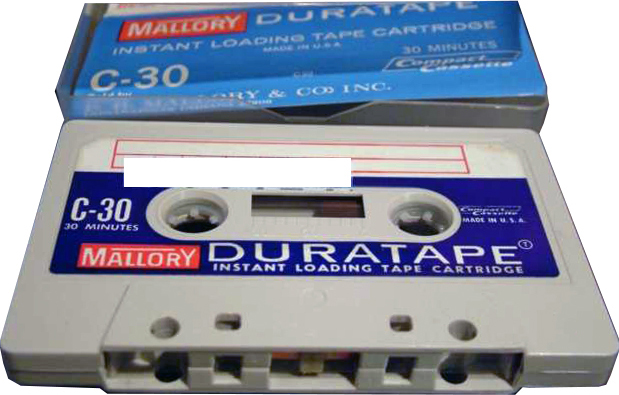 MALLORY DURATAPE
INSTANT LOADING TAPE CARTRIDGE
MADE IN U.S.A
30 MINUTES
Compact
Cassette
C-30
MALLORY & CO INC.
C-30
30 MINUTES
Compact
Cassette
MADE IN U.S.A.
MALLORY DURATAPE
INSTANT LOADING TAPE CARTRIDGE